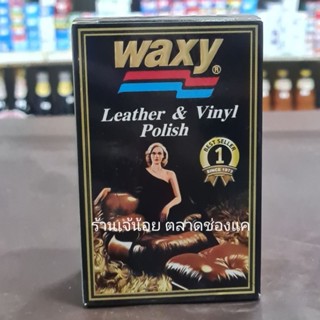 waxy®
Leather & Vinyl
Polish
BEST SELLER
1
SINCE 1971
ร้านเจ้น้อย ตลาดช่องแค